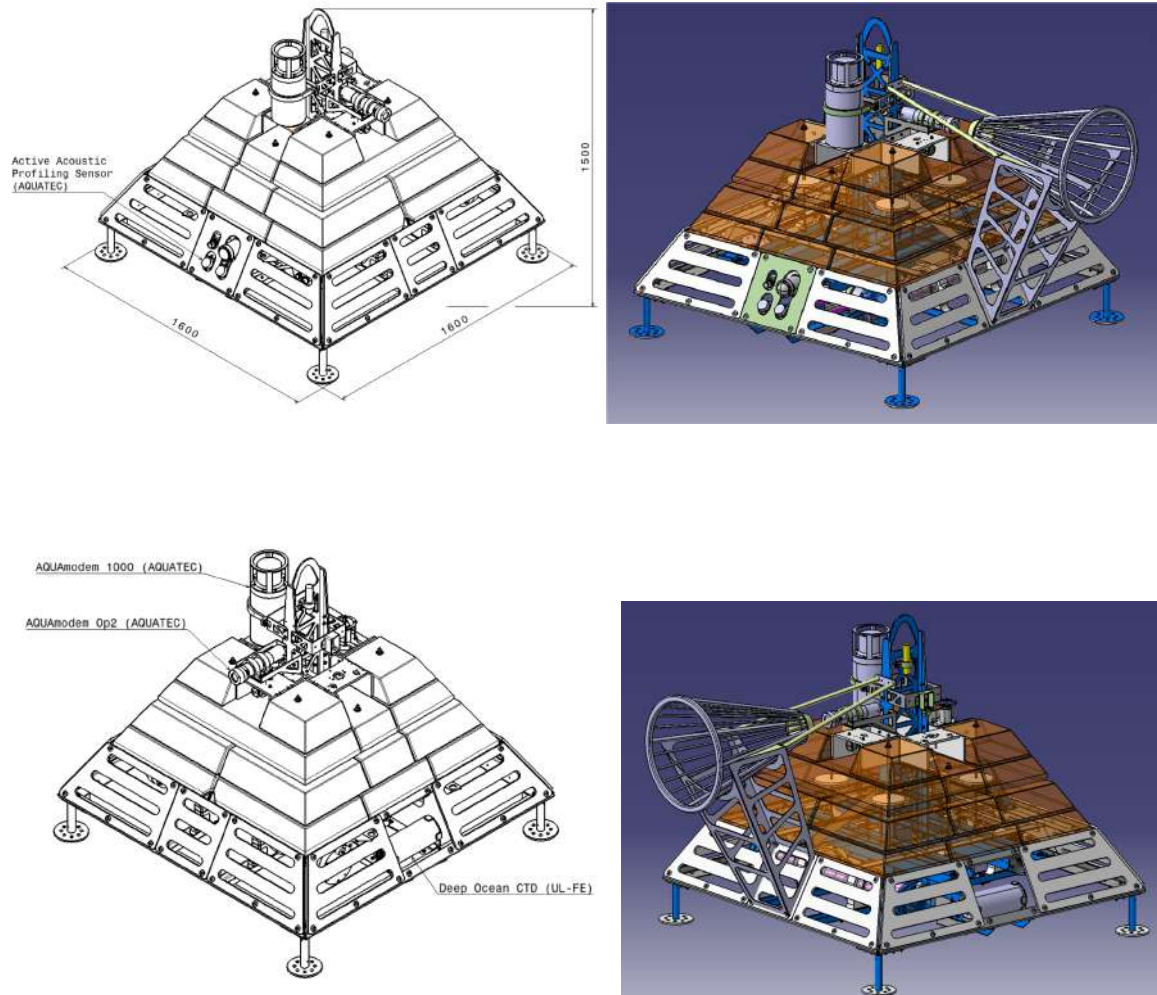 Active Acoustic
Profiling Sensor
(AQUATEC)
1500
1600
1600
AQUAmodem 1000 (AQUATEC)
AQUAmodem Op2 (AQUATEC)
Deep Ocean CTD (UL-FE)